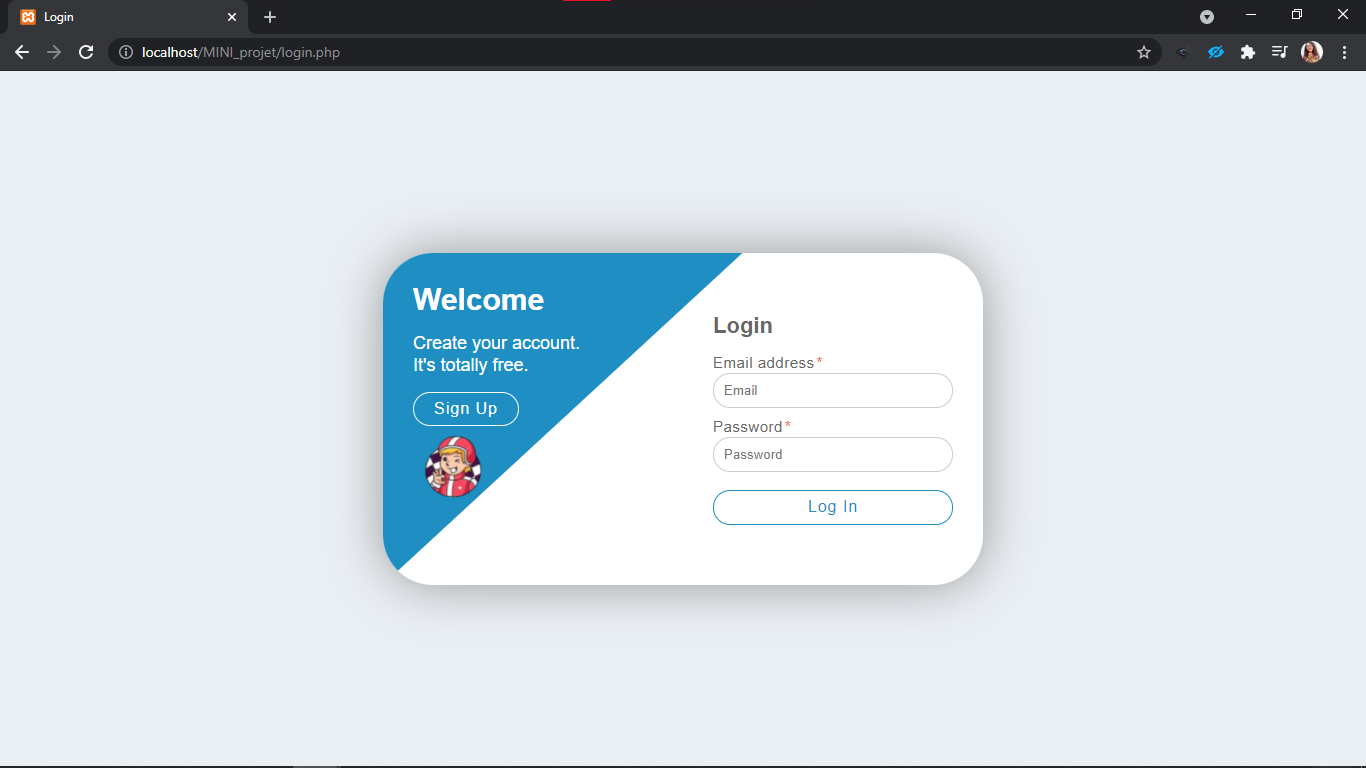 Login
localhost/MINI_projet/login.php
Welcome
Create your account.
It's totally free.
Sign Up
Login
Email address *
Email
Password *
Password
Log In